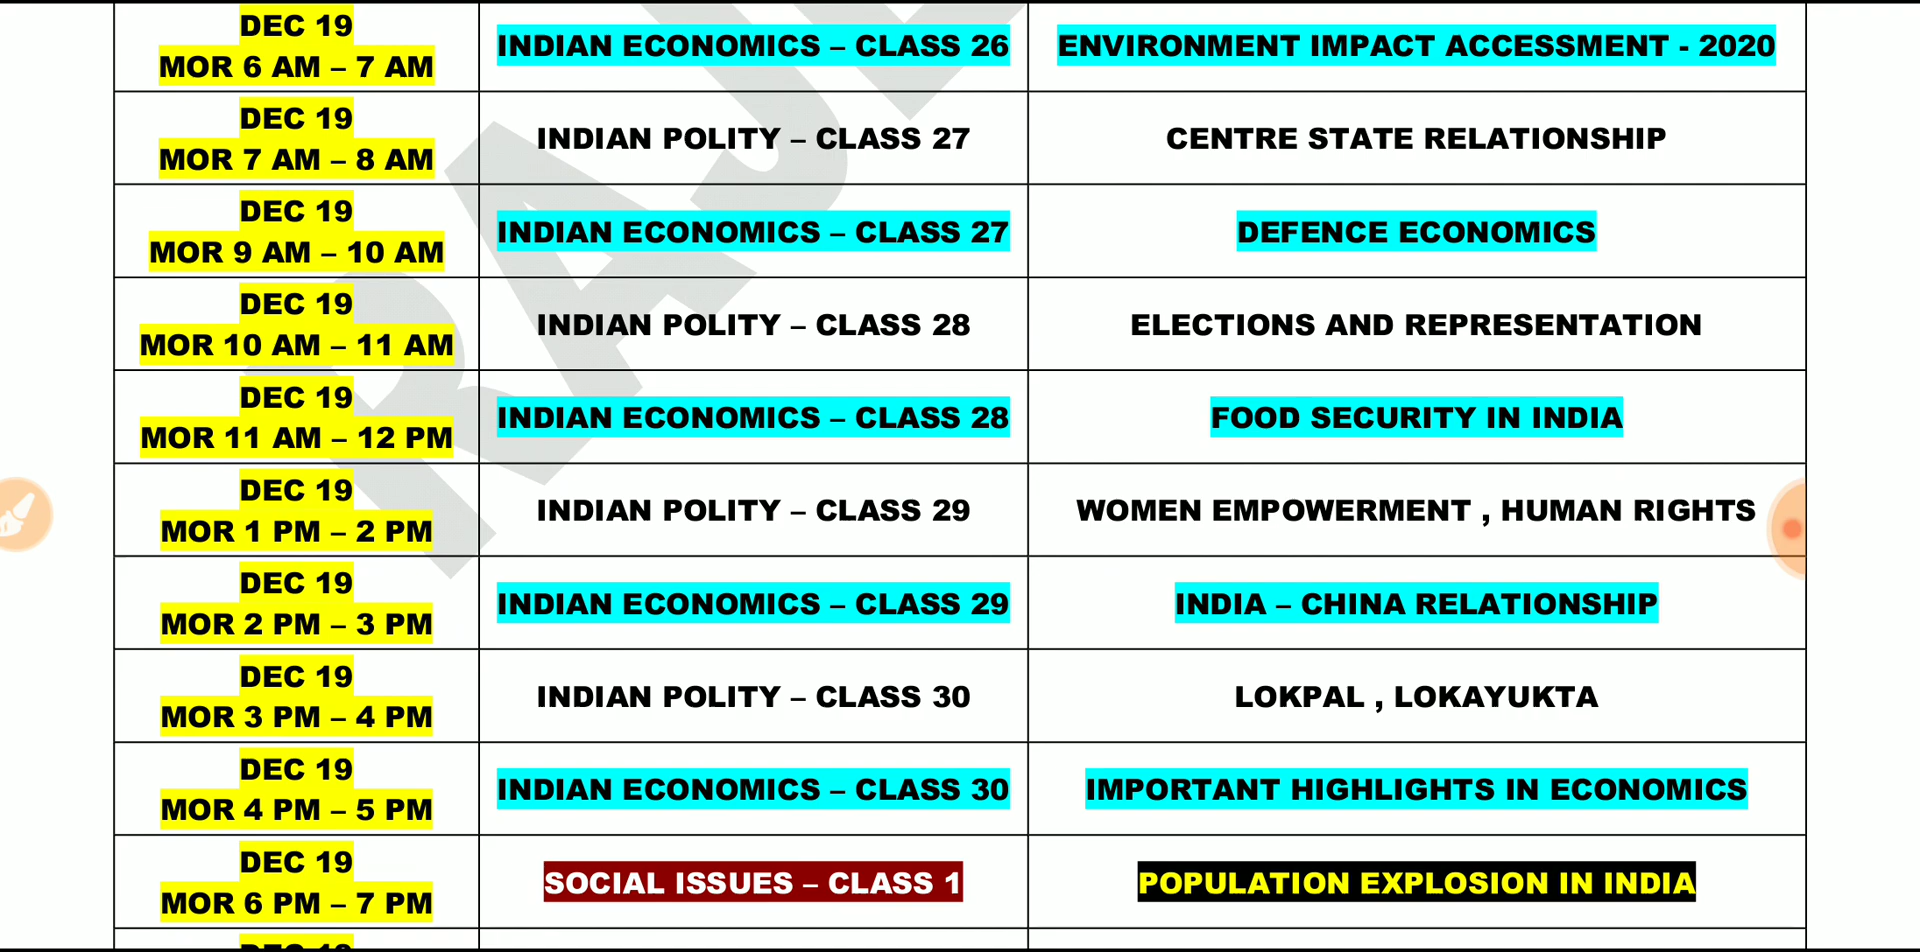 DEC 19
MOR 6 AM – 7 AM
INDIAN ECONOMICS – CLASS 26
ENVIRONMENT IMPACT ACCESSMENT - 2020
DEC 19
MOR 7 AM – 8 AM
INDIAN POLITY – CLASS 27
CENTRE STATE RELATIONSHIP
DEC 19
MOR 9 AM – 10 AM
INDIAN ECONOMICS – CLASS 27
DEFENCE ECONOMICS
DEC 19
MOR 10 AM – 11 AM
INDIAN POLITY – CLASS 28
ELECTIONS AND REPRESENTATION
DEC 19
MOR 11 AM – 12 PM
INDIAN ECONOMICS – CLASS 28
FOOD SECURITY IN INDIA
DEC 19
MOR 1 PM – 2 PM
INDIAN POLITY – CLASS 29
WOMEN EMPOWERMENT , HUMAN RIGHTS
DEC 19
MOR 2 PM – 3 PM
INDIAN ECONOMICS – CLASS 29
INDIA – CHINA RELATIONSHIP
DEC 19
MOR 3 PM – 4 PM
INDIAN POLITY – CLASS 30
LOKPAL , LOKAYUKTA
DEC 19
MOR 4 PM – 5 PM
INDIAN ECONOMICS – CLASS 30
IMPORTANT HIGHLIGHTS IN ECONOMICS
DEC 19
MOR 6 PM – 7 PM
SOCIAL ISSUES – CLASS 1
POPULATION EXPLOSION IN INDIA